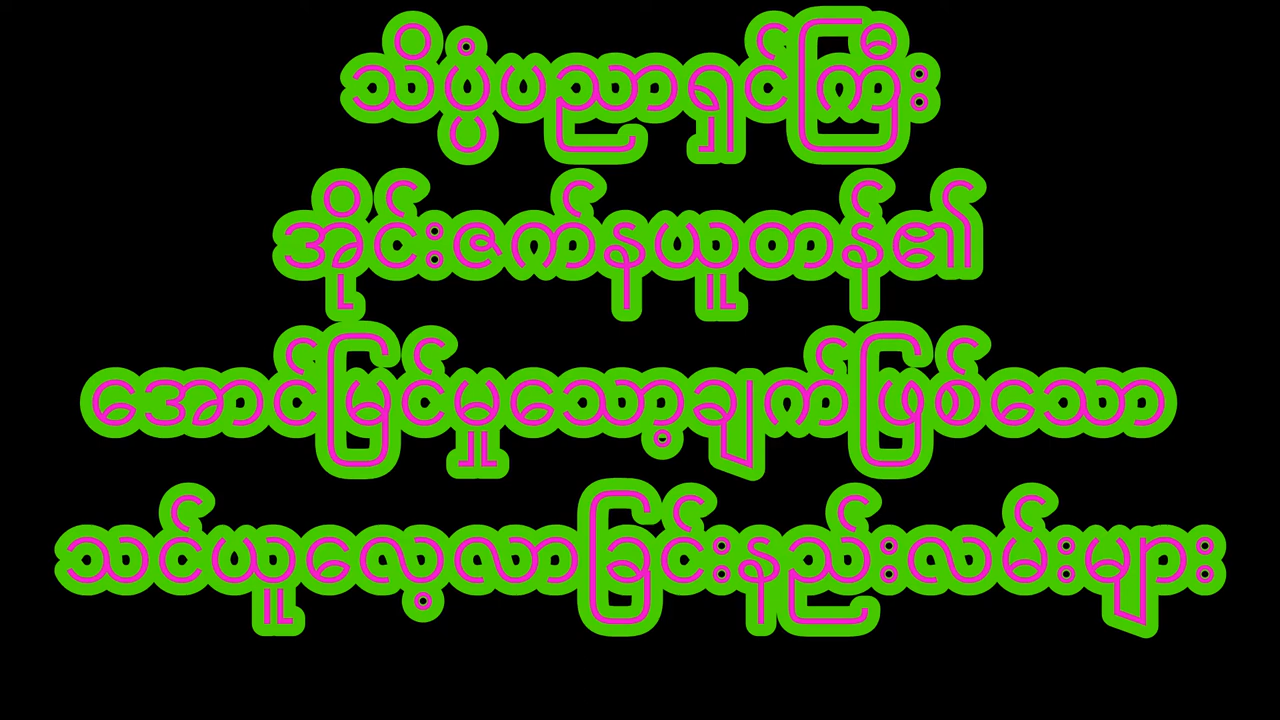 သိပ္ပံပညာရှင်ကြီး
အိုင်းဇက်နယူတန်၏
အောင်မြင်မှုသော့ချက်ဖြစ်သော
သင်ယူလေ့လာခြင်းနည်းလမ်းများ